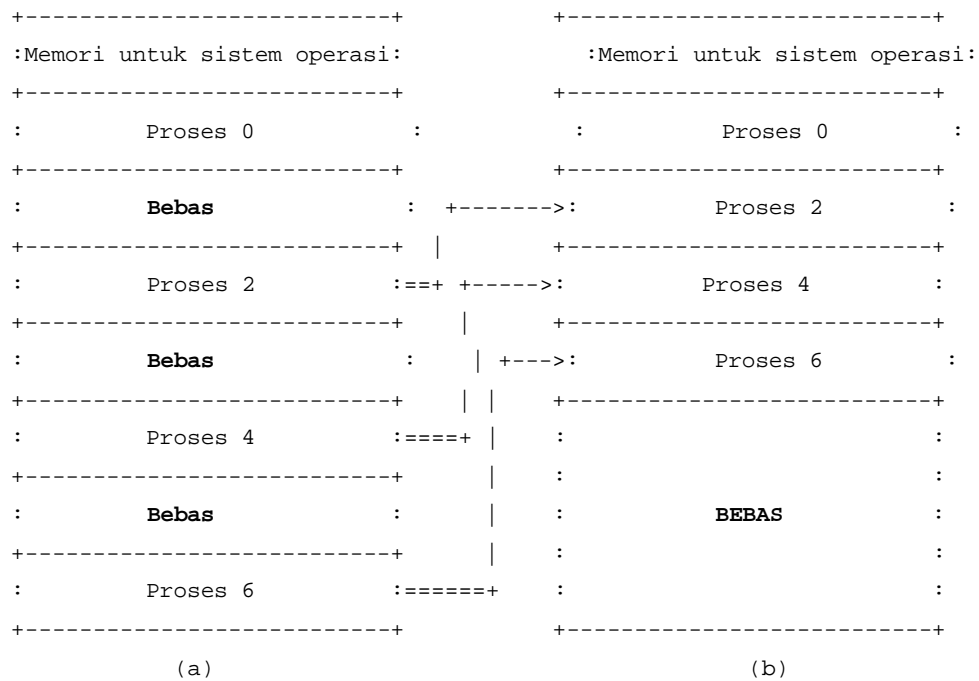 Memori untuk sistem operasi Memori untuk sistem operasi
Proses 0 Proses 0
Bebas Proses 2
Proses 2 Proses 4
Bebas Proses 6
Proses 4
Bebas BEBAS
Proses 6
(a) (b)